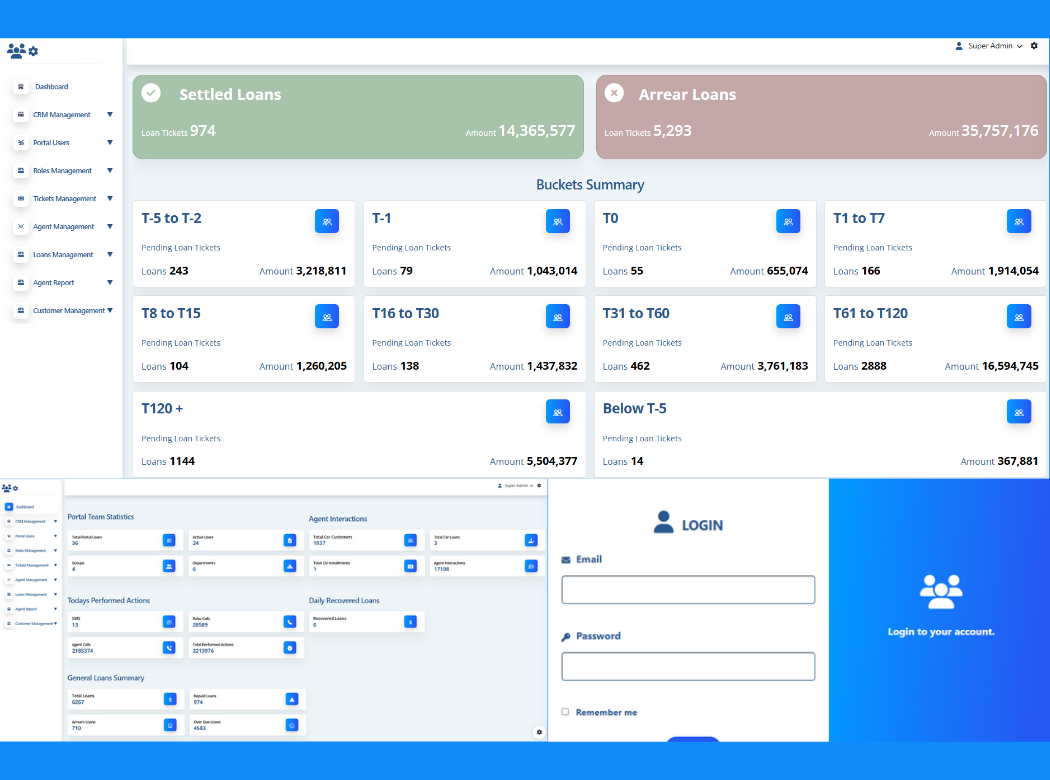 Super Admin
Dashboard
CRM Management
Portal Users
Roles Management
Tickets Management
Agent Management
Loans Management
Agent Report
Customer Management
Settled Loans
Loan Tickets 974 Amount 14,365,577
Arrear Loans
Loan Tickets 5,293 Amount 35,757,176
Buckets Summary
T-5 to T-2
Pending Loan Tickets
Loans 243 Amount 3,218,811
T-1
Pending Loan Tickets
Loans 79 Amount 1,043,014
T0
Pending Loan Tickets
Loans 55 Amount 655,074
T1 to T7
Pending Loan Tickets
Loans 166 Amount 1,914,054
T8 to T15
Pending Loan Tickets
Loans 104 Amount 1,260,205
T16 to T30
Pending Loan Tickets
Loans 138 Amount 1,437,832
T31 to T60
Pending Loan Tickets
Loans 462 Amount 3,761,183
T61 to T120
Pending Loan Tickets
Loans 2888 Amount 16,594,745
T120 +
Pending Loan Tickets
Loans 1144 Amount 5,504,377
Below T-5
Pending Loan Tickets
Loans 14 Amount 367,881
Super Admin
Dashboard
CRM Management
Portal Users
Roles Management
Tickets Management
Agent Management
Loans Management
Agent Report
Customer Management
Portal Team Statistics
Total Portal Users
36
Active Users
24
Groups
4
Departments
6
Agent Interactions
Total Car Customers
1937
Total Car Loans
3
Total Car Installments
1
Agent Interactions
17108
Todays Performed Actions
SMS
13
Robo Calls
28589
Agent Calls
2185374
Total Performed Actions
2213976
Daily Recovered Loans
Recovered Loans
0
General Loans Summary
Total Loans
6267
Repaid Loans
974
Arrears Loans
710
Over Due Loans
4583
LOGIN
Email
Password
Remember me
Login to your account.